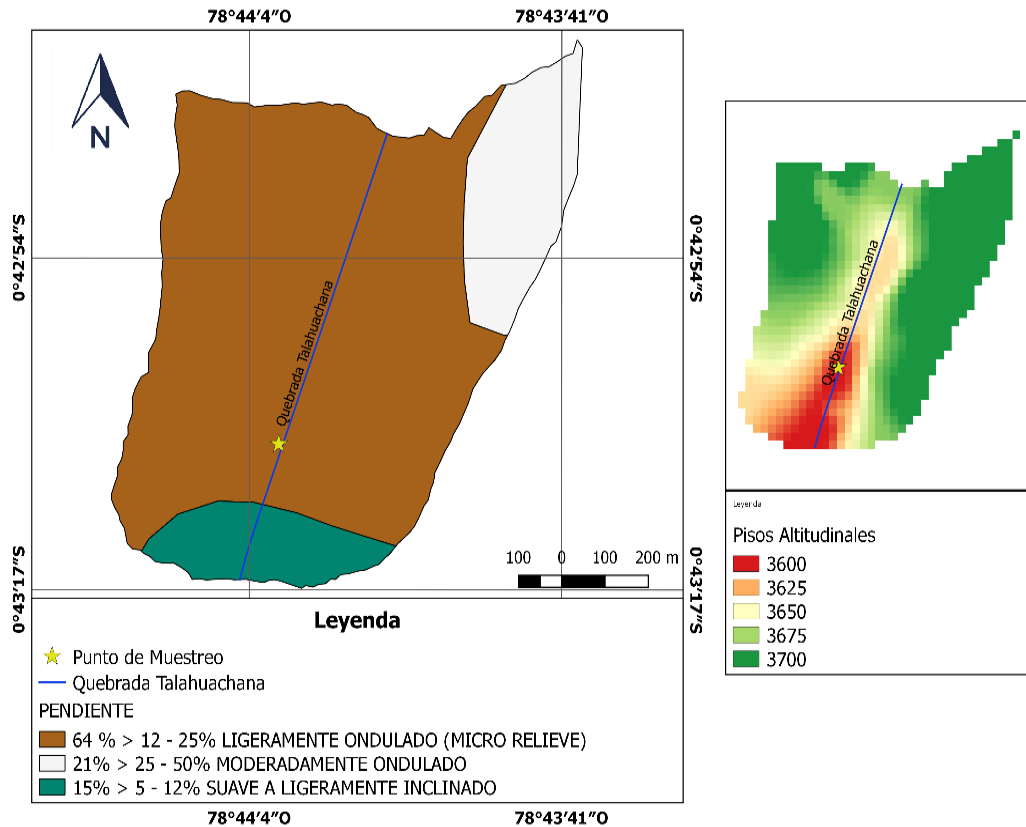 78°44'4"O
78°43'41"O
N
0°42'54"S
0°42'54"S
Quebrada Talahuachana
100 0 100 200 m
0°43'17"S
0°43'17"S
Leyenda
Punto de Muestreo
Quebrada Talahuachana
PENDIENTE
64 % > 12 - 25% LIGERAMENTE ONDULADO (MICRO RELIEVE)
21% > 25 - 50% MODERADAMENTE ONDULADO
15% > 5 - 12% SUAVE A LIGERAMENTE INCLINADO
78°44'4"O
78°43'41"O
Quebrada Talahuachana
Leyenda
Pisos Altitudinales
3600
3625
3650
3675
3700